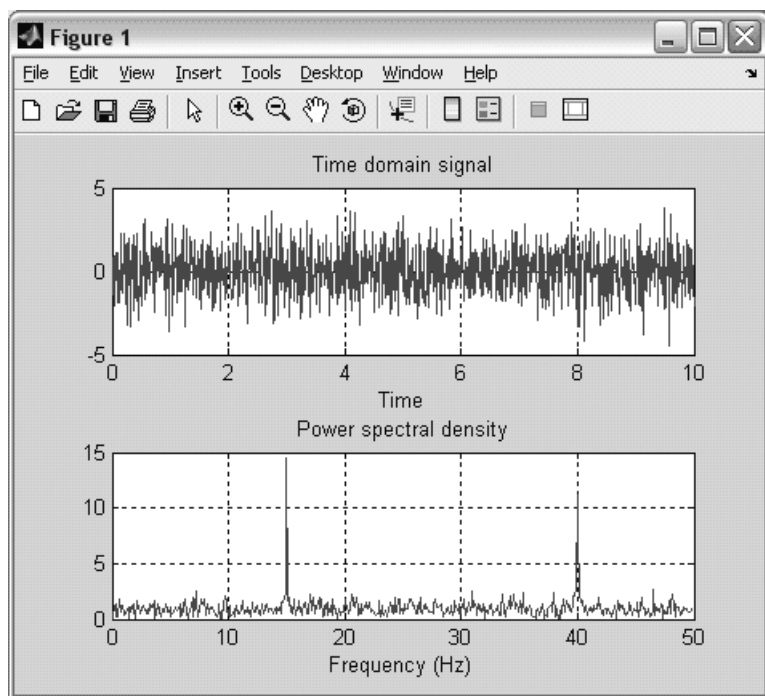 Figure 1
File Edit View Insert Tools Desktop Window Help
Time domain signal
5
0
-5
0 2 4 6 8 10
Time
Power spectral density
15
10
5
0
0 10 20 30 40 50
Frequency (Hz)